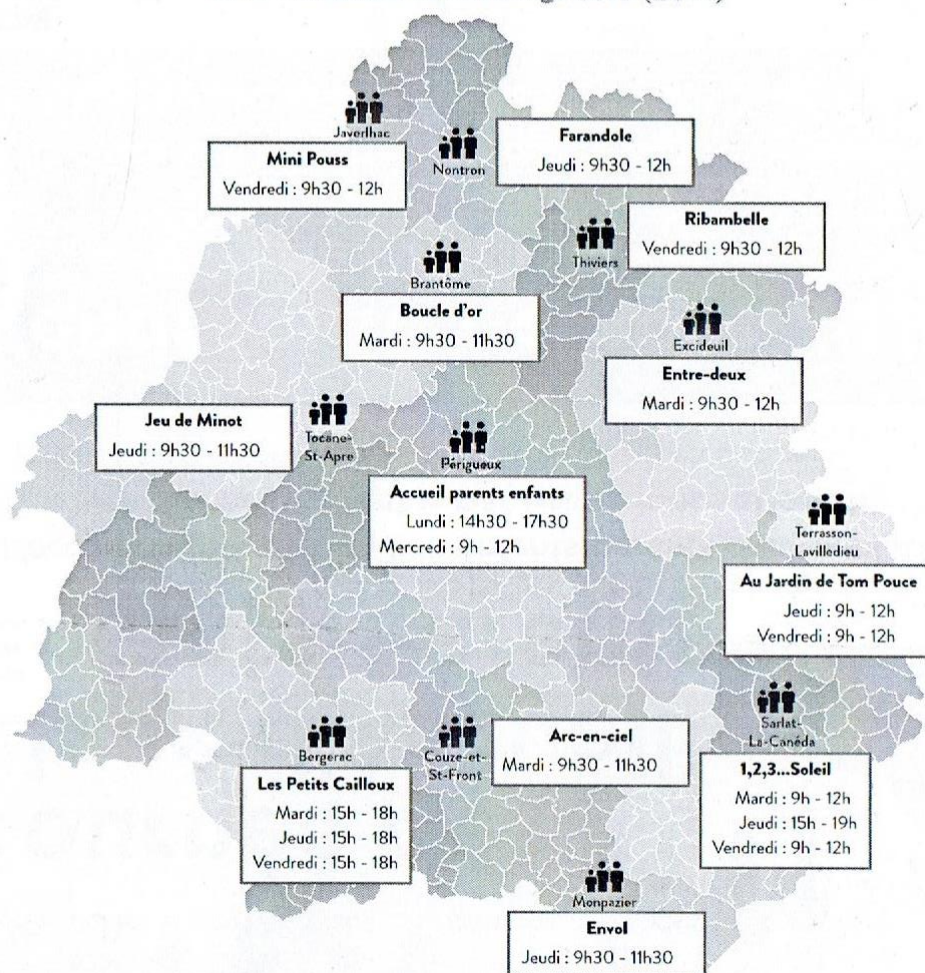 Javerlhac
Mini Pouss
Vendredi : 9h30 - 12h
Nontron
Farandole
Jeudi : 9h30 - 12h
Thiviers
Ribambelle
Vendredi : 9h30 - 12h
Brantôme
Boucle d'or
Mardi : 9h30 - 11h30
Excideuil
Entre-deux
Mardi : 9h30 - 12h
Jeu de Minot
Jeudi : 9h30 - 11h30
Tocane-
St-Apre
Périgueux
Accueil parents enfants
Lundi : 14h30 - 17h30
Mercredi : 9h - 12h
Terrasson-
Lavilledieu
Au Jardin de Tom Pouce
Jeudi : 9h - 12h
Vendredi : 9h - 12h
Bergerac
Les Petits Cailloux
Mardi : 15h - 18h
Jeudi : 15h - 18h
Vendredi : 15h - 18h
Couze-et-
St-Front
Arc-en-ciel
Mardi : 9h30 - 11h30
Sarlat-
La-Canéda
1,2,3...Soleil
Mardi : 9h - 12h
Jeudi : 15h - 19h
Vendredi : 9h - 12h
Monpazier
Envol
Jeudi : 9h30 - 11h30